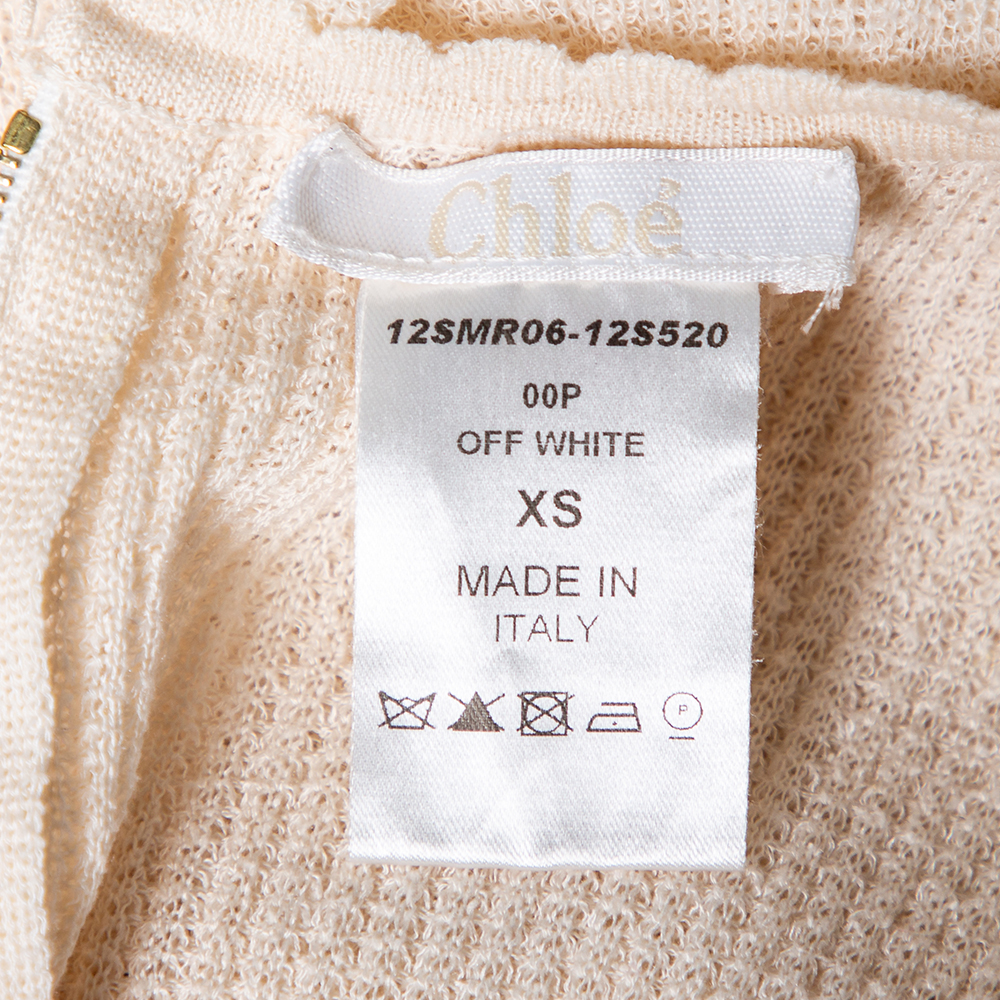 Chloé
12SMR06-12S520
00P
OFF WHITE
XS
MADE IN
ITALY
P